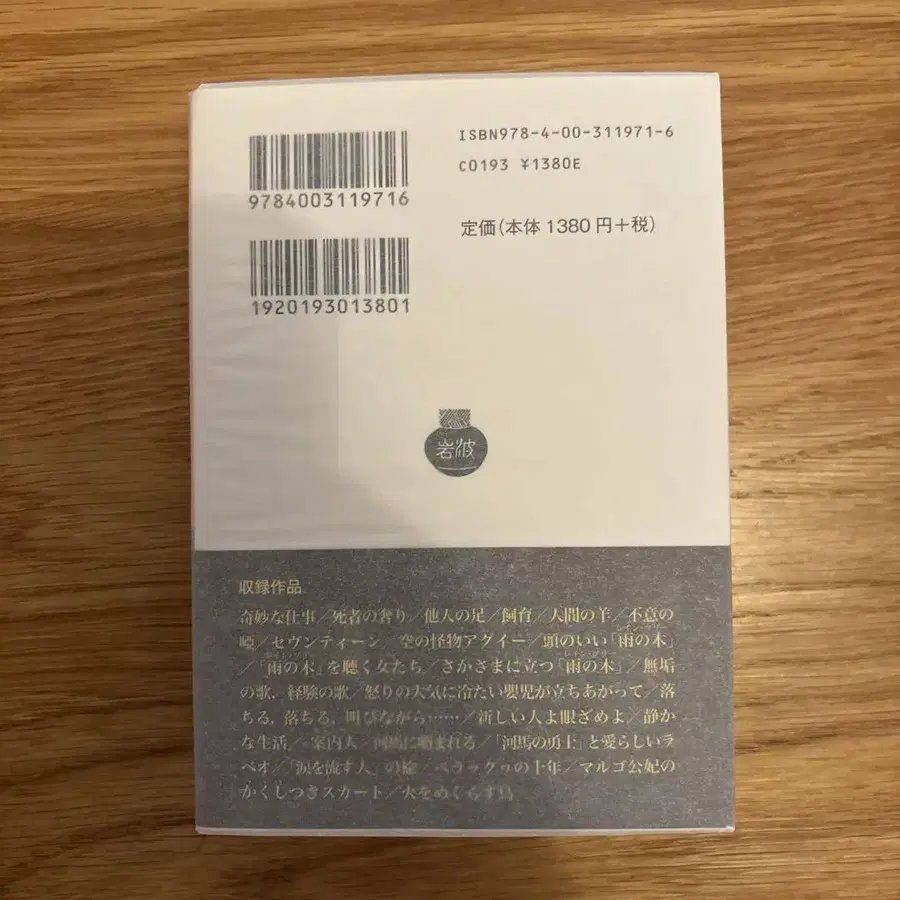 ISBN978-4-00-311971-6
C0193 ¥1380E
定価(本体 1380 円+税)
9784003119716
1920193013801
岩波
収録作品
奇妙な仕事/死者の奢り/他人の足/飼育/人間の羊/不意の
啞/セヴンティーン/空の怪物アグイー/頭のいい「雨の木」
/「雨の木」を聴く女たち/さかさまに立つ「雨の木」/無垢
の歌、経験の歌/怒りの大気に冷たい嬰児が立ちあがって/落
ちる、落ちる、叫びながら……/新しい人よ眼ざめよ/静か
な生活/案内人/河馬に嚙まれる/「河馬の勇士」と愛らしいラ
ベオ/「涙を流す人」の楡/ベラックヮの十年/マルゴ公妃の
かくしつきスカート/火をめぐらす鳥